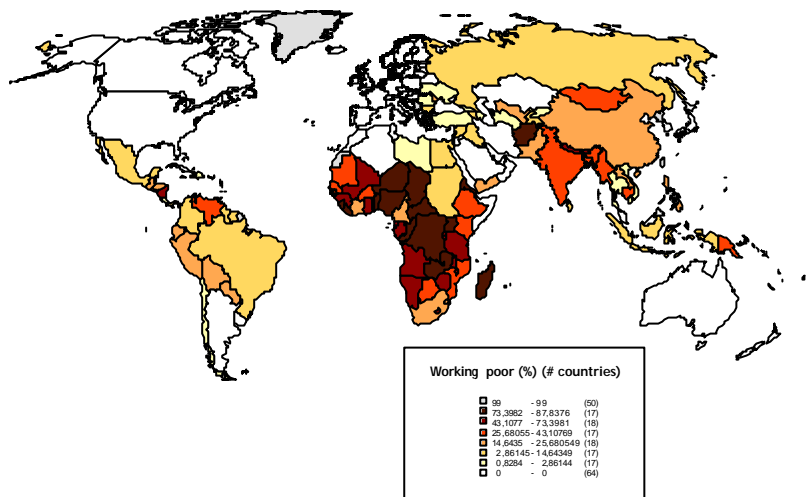 Working poor (%) (# countries)
99 - 99 (50)
73,3982 - 87,8376 (17)
43,1077 - 73,3981 (18)
25,68055 - 43,10769 (17)
14,6435 - 25,680549 (18)
2,86145 - 14,64349 (17)
0,8284 - 2,86144 (17)
0 - 0 (64)